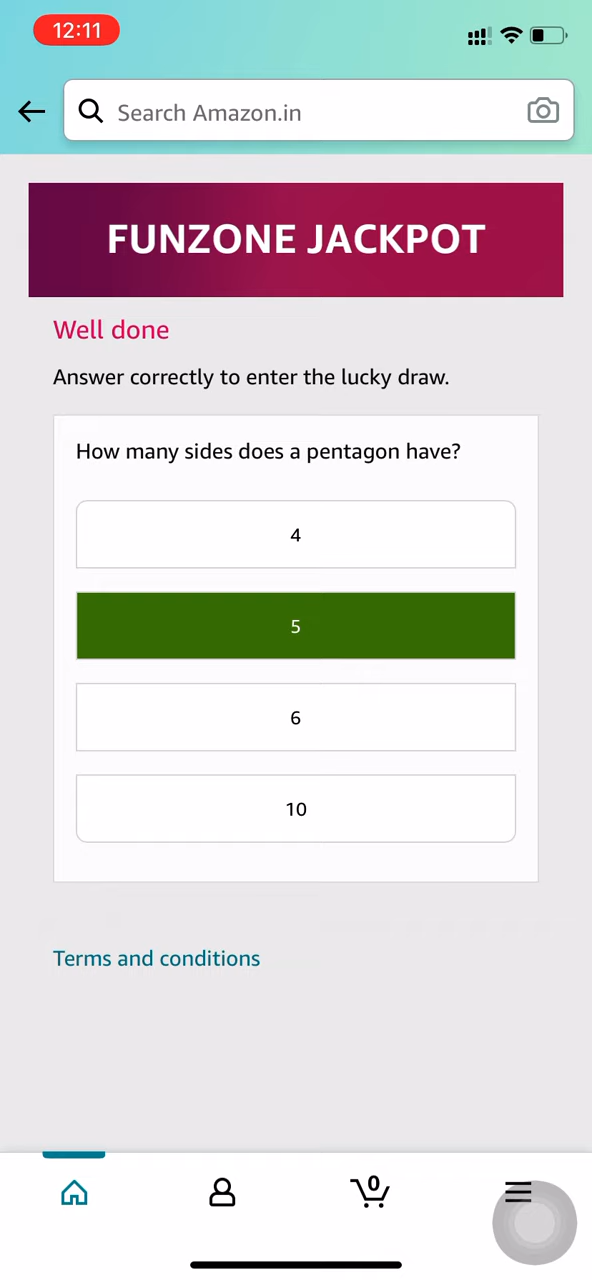 12:11
Search Amazon.in
FUNZONE JACKPOT
Well done
Answer correctly to enter the lucky draw.
How many sides does a pentagon have?
4
5
6
10
Terms and conditions
0